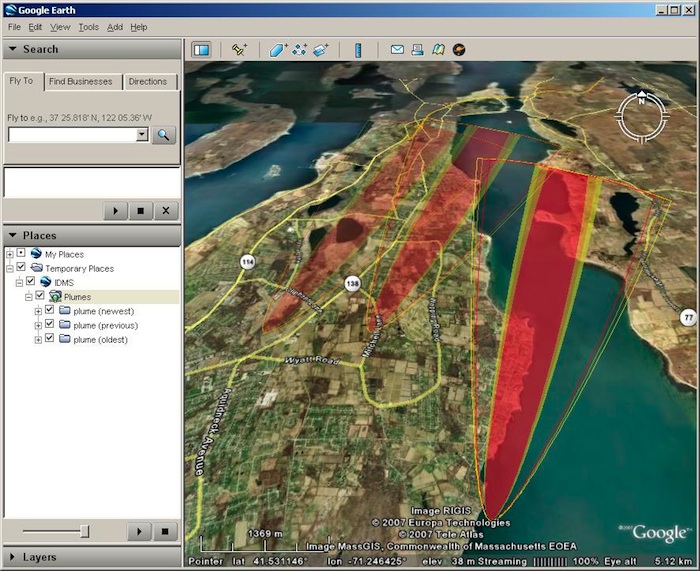 Google Earth
File Edit View Tools Add Help
Search
Fly To Find Businesses Directions
Fly to e.g., 37 25.818' N, 122 05.36' W
Places
My Places
Temporary Places
IDMS
Plumes
plume (newest)
plume (previous)
plume (oldest)
Layers
N
114
138
77
Wyatt Road
Aquidneck Avenue
Image RIGIS
© 2007 Europa Technologies
© 2007 Tele Atlas
Image MassGIS, Commonwealth of Massachusetts EOEA
©2007 Google™
1369 m
Pointer lat 41.531146° lon -71.246425° elev 38 m Streaming |||||||||| 100% Eye alt 5.12 km